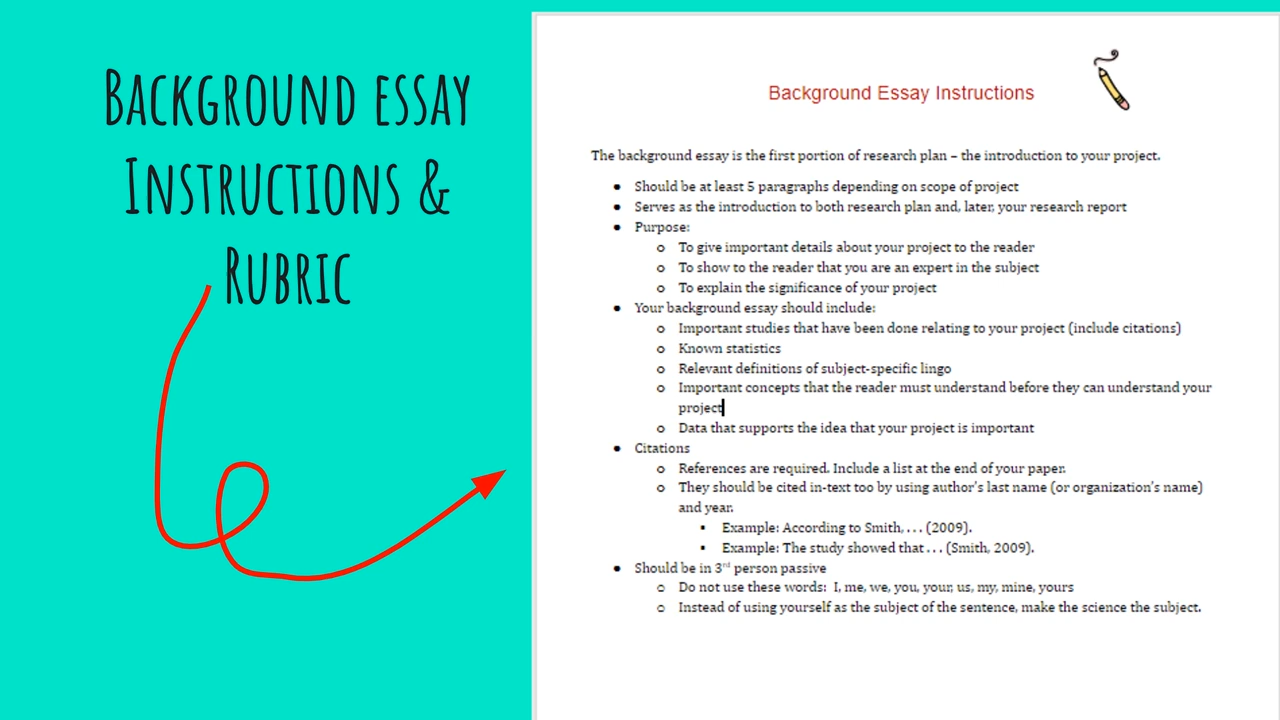 Background essay
Instructions &
Rubric
Background Essay Instructions
The background essay is the first portion of research plan – the introduction to your project.
● Should be at least 5 paragraphs depending on scope of project
● Serves as the introduction to both research plan and, later, your research report
● Purpose:
o To give important details about your project to the reader
o To show to the reader that you are an expert in the subject
o To explain the significance of your project
● Your background essay should include:
o Important studies that have been done relating to your project (include citations)
o Known statistics
o Relevant definitions of subject-specific lingo
o Important concepts that the reader must understand before they can understand your
project
o Data that supports the idea that your project is important
● Citations
o References are required. Include a list at the end of your paper.
o They should be cited in-text too by using author's last name (or organization's name)
and year.
▪ Example: According to Smith, . . . (2009).
▪ Example: The study showed that . . . (Smith, 2009).
● Should be in 3rd person passive
o Do not use these words: I, me, we, you, your, us, my, mine, yours
o Instead of using yourself as the subject of the sentence, make the science the subject.